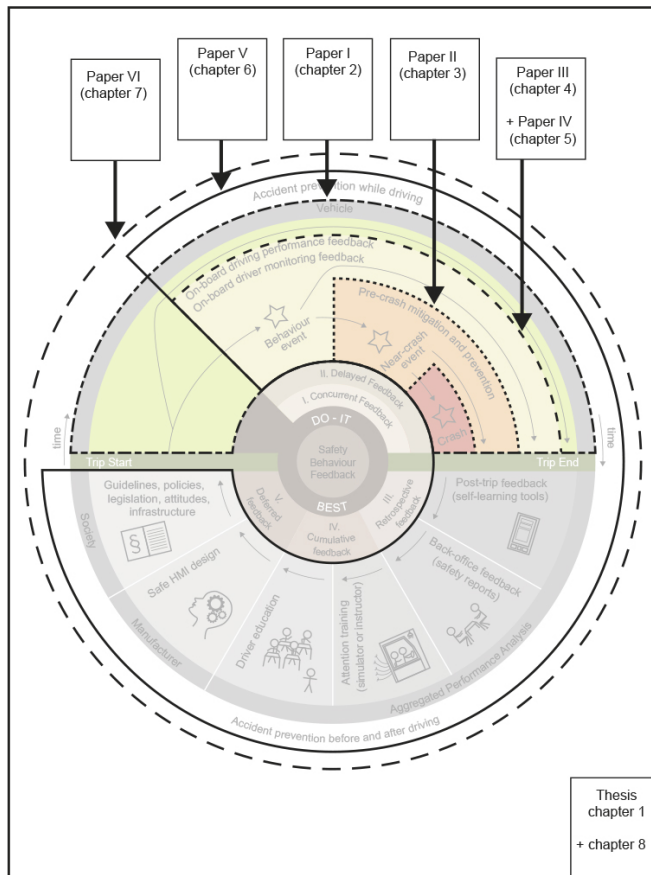 Paper VI
(chapter 7)
Paper V
(chapter 6)
Paper I
(chapter 2)
Paper II
(chapter 3)
Paper III
(chapter 4)
+ Paper IV
(chapter 5)
Accident prevention while driving
Vehicle
On-board driving performance feedback
On-board driver monitoring feedback
Pre-crash mitigation and prevention
Behaviour
event
Near-crash
event
Crash
II. Delayed Feedback
I. Concurrent Feedback
DO - IT
Safety
Behaviour
Feedback
BEST
time
time
Trip Start
Trip End
III.
Retrospective
feedback
IV.
Cumulative
feedback
V.
Deferred
feedback
Post-trip feedback
(self-learning tools)
Back-office feedback
(safety reports)
Attention training
(simulator or instructor)
Driver education
Safe HMI design
Guidelines, policies,
legislation, attitudes,
infrastructure
§
Society
Manufacturer
Aggregated Performance Analysis
Accident prevention before and after driving
Thesis
chapter 1
+ chapter 8